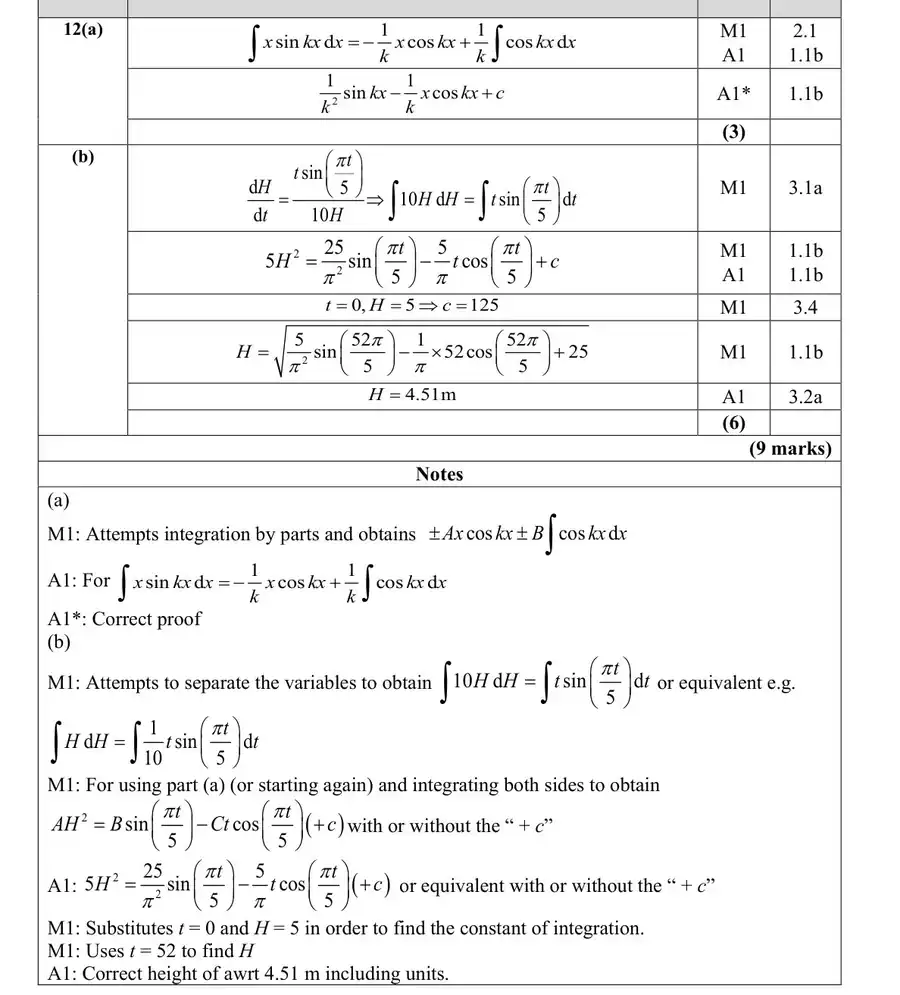 12(a)
∫ x sin kx dx = −1/k x cos kx + 1/k ∫ cos kx dx
M1 2.1
A1 1.1b
1/k² sin kx − 1/k x cos kx + c
A1* 1.1b
(3)
(b)
dH/dt = t sin(πt/5)/10H ⇒ ∫ 10H dH = ∫ t sin(πt/5) dt
M1 3.1a
5H² = 25/π² sin(πt/5) − 5/π t cos(πt/5) + c
M1 1.1b
A1 1.1b
t = 0, H = 5 ⇒ c = 125
M1 3.4
H = √(5/π² sin(52π/5) − 1/π × 52 cos(52π/5) + 25)
M1 1.1b
H = 4.51 m
A1 3.2a
(6)
(9 marks)
Notes
(a)
M1: Attempts integration by parts and obtains ±Ax cos kx ± B ∫ cos kx dx
A1: For ∫ x sin kx dx = −1/k x cos kx + 1/k ∫ cos kx dx
A1*: Correct proof
(b)
M1: Attempts to separate the variables to obtain ∫ 10H dH = ∫ t sin(πt/5) dt or equivalent e.g.
∫ H dH = ∫ 1/10 t sin(πt/5) dt
M1: For using part (a) (or starting again) and integrating both sides to obtain
AH² = B sin(πt/5) − Ct cos(πt/5) (+c) with or without the “ + c”
A1: 5H² = 25/π² sin(πt/5) − 5/π t cos(πt/5) (+c) or equivalent with or without the “ + c”
M1: Substitutes t = 0 and H = 5 in order to find the constant of integration.
M1: Uses t = 52 to find H
A1: Correct height of awrt 4.51 m including units.